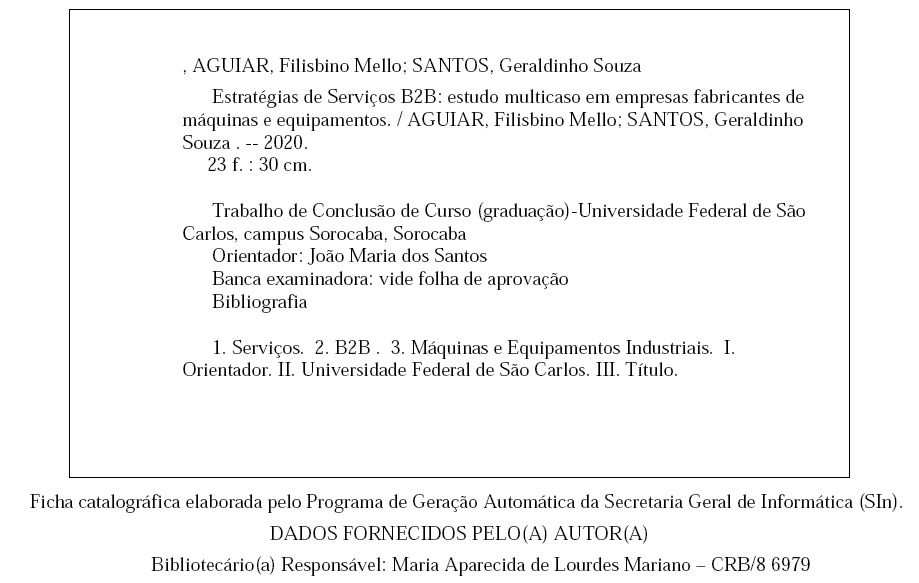 , AGUIAR, Filisbino Mello; SANTOS, Geraldinho Souza
Estratégias de Serviços B2B: estudo multicaso em empresas fabricantes de
máquinas e equipamentos. / AGUIAR, Filisbino Mello; SANTOS, Geraldinho
Souza . -- 2020.
23 f. : 30 cm.
Trabalho de Conclusão de Curso (graduação)-Universidade Federal de São
Carlos, campus Sorocaba, Sorocaba
Orientador: João Maria dos Santos
Banca examinadora: vide folha de aprovação
Bibliografia
1. Serviços. 2. B2B . 3. Máquinas e Equipamentos Industriais. I.
Orientador. II. Universidade Federal de São Carlos. III. Título.
Ficha catalográfica elaborada pelo Programa de Geração Automática da Secretaria Geral de Informática (SIn).
DADOS FORNECIDOS PELO(A) AUTOR(A)
Bibliotecário(a) Responsável: Maria Aparecida de Lourdes Mariano – CRB/8 6979